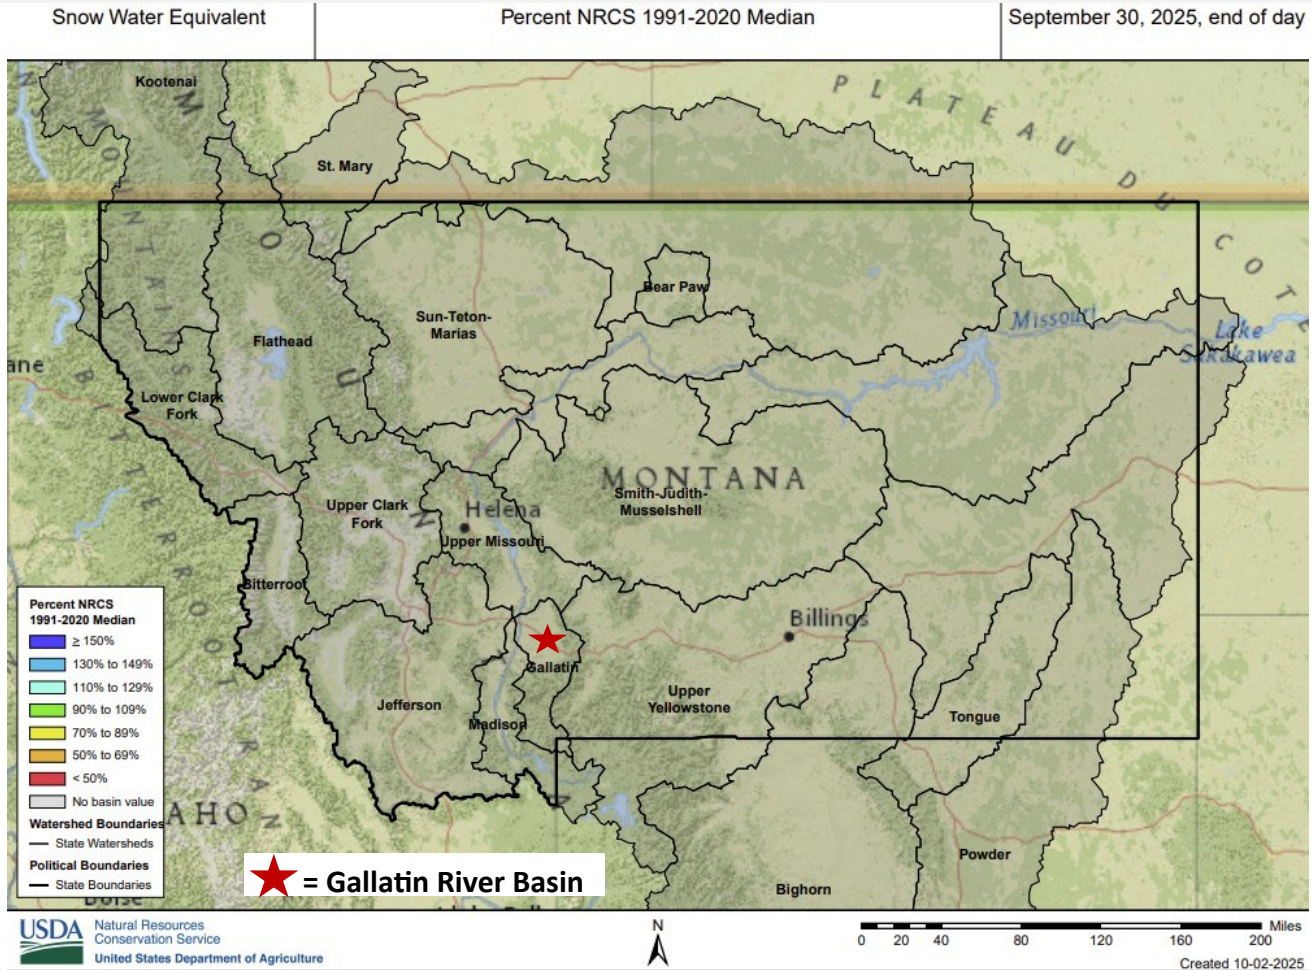 Snow Water Equivalent
Percent NRCS 1991-2020 Median
September 30, 2025, end of day
Kootenai
St. Mary
PLATEAU DU COTE
Bear Paw
Sun-Teton-
Marias
Missouri
Lake
Sakakawea
Flathead
ane
Lower Clark
Fork
BITTERROOT
MONTANA
Smith-Judith-
Musselshell
Upper Clark
Fork
Helena
Upper Missouri
Bitterroot
Billings
Gallatin
Jefferson
Madison
Upper
Yellowstone
Tongue
Powder
Bighorn
AHO
Percent NRCS
1991-2020 Median
≥ 150%
130% to 149%
110% to 129%
90% to 109%
70% to 89%
50% to 69%
< 50%
No basin value
Watershed Boundaries
State Watersheds
Political Boundaries
State Boundaries
= Gallatin River Basin
USDA
Natural Resources
Conservation Service
United States Department of Agriculture
N
Miles
0 20 40 80 120 160 200
Created 10-02-2025